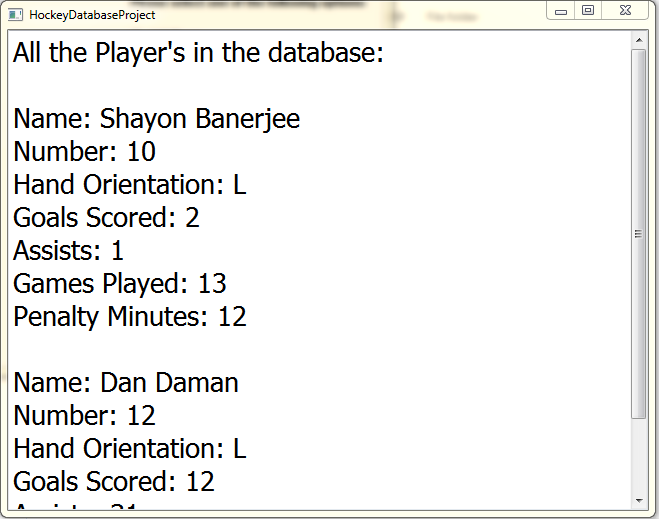 HockeyDatabaseProject
All the Player's in the database:
Name: Shayon Banerjee
Number: 10
Hand Orientation: L
Goals Scored: 2
Assists: 1
Games Played: 13
Penalty Minutes: 12
Name: Dan Daman
Number: 12
Hand Orientation: L
Goals Scored: 12